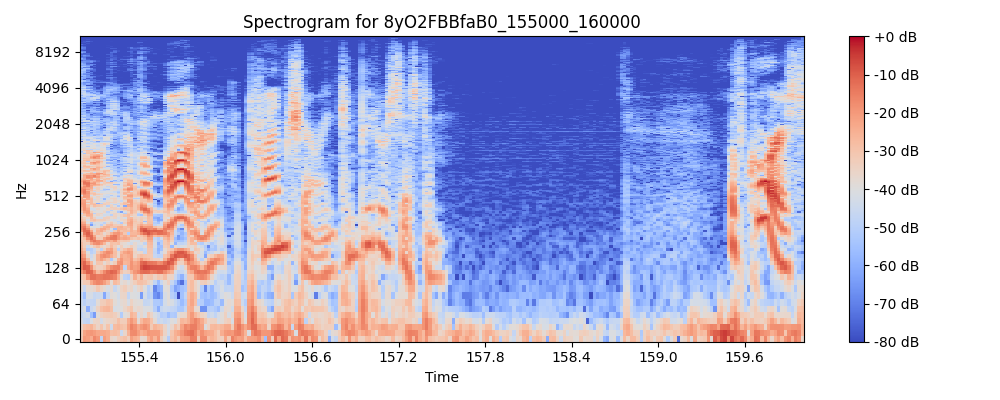 Spectrogram for 8yO2FBBfaB0_155000_160000
8192
4096
2048
1024
512
256
128
64
0
Hz
155.4 156.0 156.6 157.2 157.8 158.4 159.0 159.6
Time
+0 dB
-10 dB
-20 dB
-30 dB
-40 dB
-50 dB
-60 dB
-70 dB
-80 dB